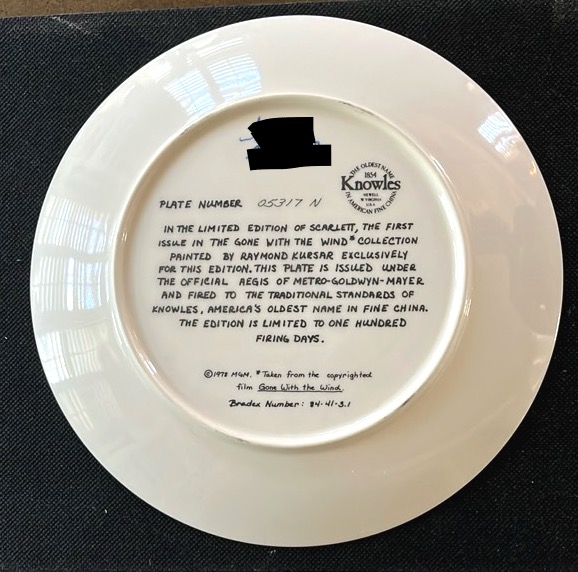 THE OLDEST NAME
1854
Knowles
NEWELL
W. VIRGINIA
U.S.A.
IN AMERICAN FINE CHINA
PLATE NUMBER 05317 N
IN THE LIMITED EDITION OF SCARLETT, THE FIRST
ISSUE IN THE GONE WITH THE WIND* COLLECTION
PAINTED BY RAYMOND KURSAR EXCLUSIVELY
FOR THIS EDITION. THIS PLATE IS ISSUED UNDER
THE OFFICIAL AEGIS OF METRO-GOLDWYN-MAYER
AND FIRED TO THE TRADITIONAL STANDARDS OF
KNOWLES, AMERICA'S OLDEST NAME IN FINE CHINA.
THE EDITION IS LIMITED TO ONE HUNDRED
FIRING DAYS.
©1978 MGM. *Taken from the copyrighted
film Gone With the Wind.
Bradex Number: 84-41-3.1